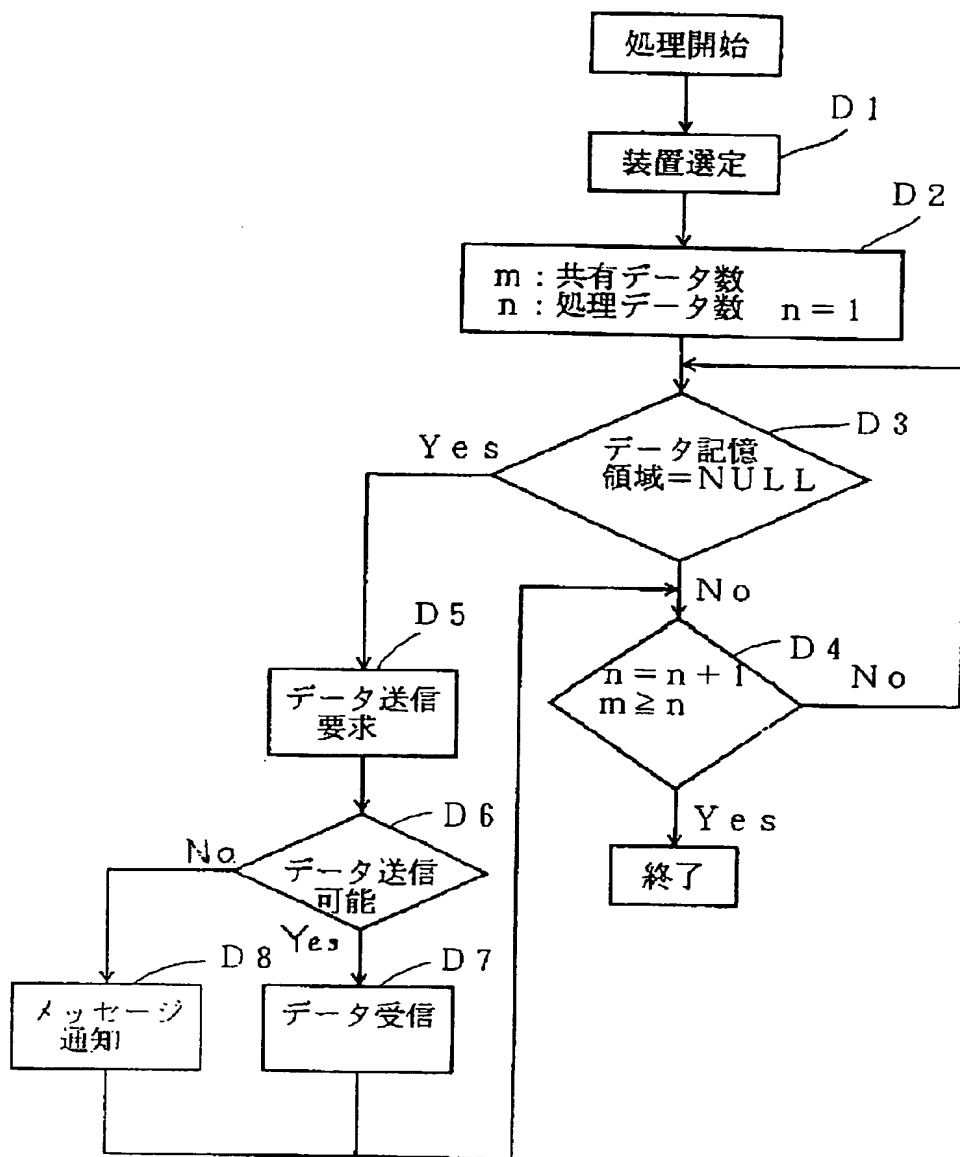 処理開始
D1
装置選定
D2
m：共有データ数
n：処理データ数　n＝1
D3
データ記憶
領域＝NULL
Yes
No
D4
n＝n＋1
m≧n
No
Yes
終了
D5
データ送信
要求
D6
データ送信
可能
No
Yes
D8
メッセージ
通知
D7
データ受信